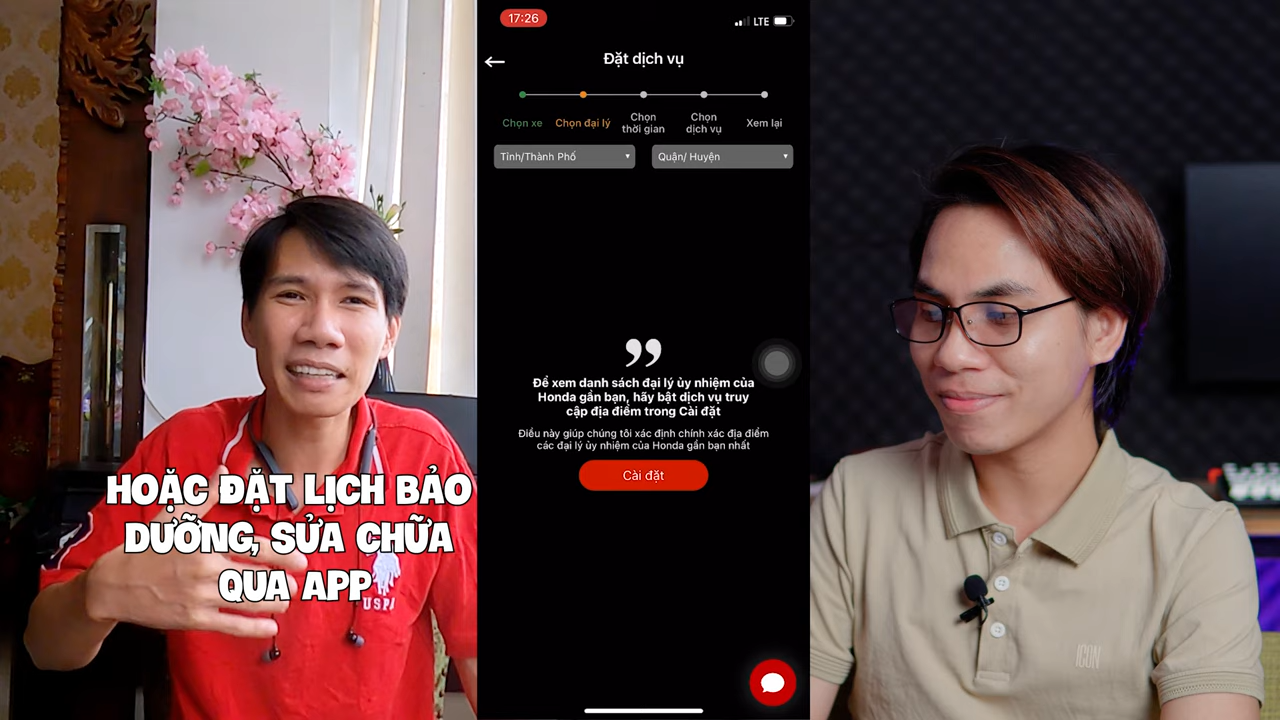 HOẶC ĐẶT LỊCH BẢO
DƯỠNG, SỬA CHỮA
QUA APP
USPA
17:26
LTE
Đặt dịch vụ
Chọn xe
Chọn đại lý
Chọn
thời gian
Chọn
dịch vụ
Xem lại
Tỉnh/Thành Phố
Quận/ Huyện
Để xem danh sách đại lý ủy nhiệm của
Honda gần bạn, hãy bật dịch vụ truy
cập địa điểm trong Cài đặt
Điều này giúp chúng tôi xác định chính xác địa điểm
các đại lý ủy nhiệm của Honda gần bạn nhất
Cài đặt
ICON